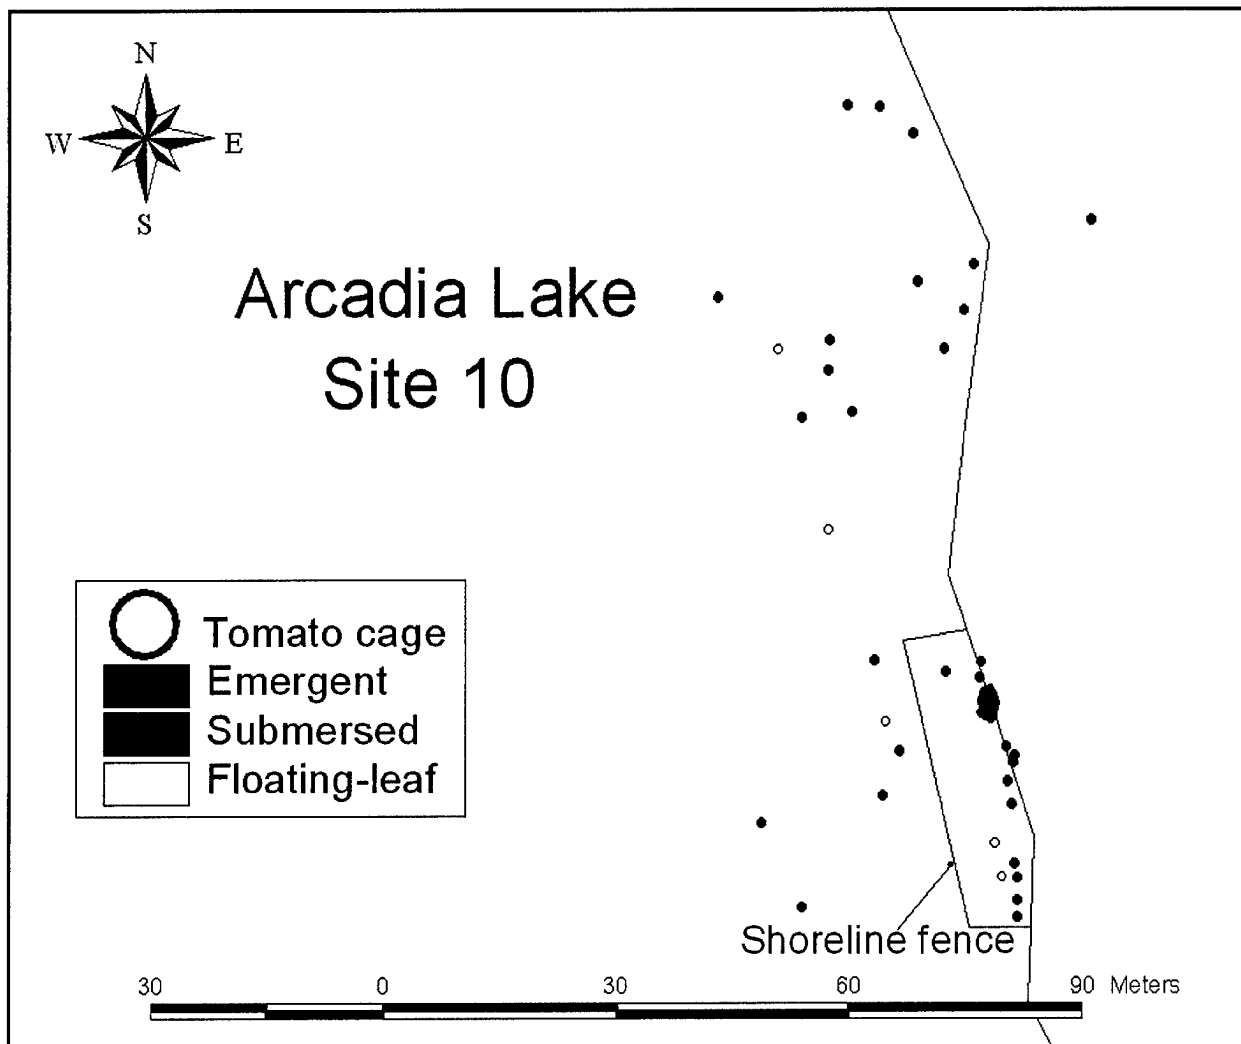 N
W E
S
Arcadia Lake
Site 10
Tomato cage
Emergent
Submersed
Floating-leaf
Shoreline fence
30 0 30 60 90 Meters